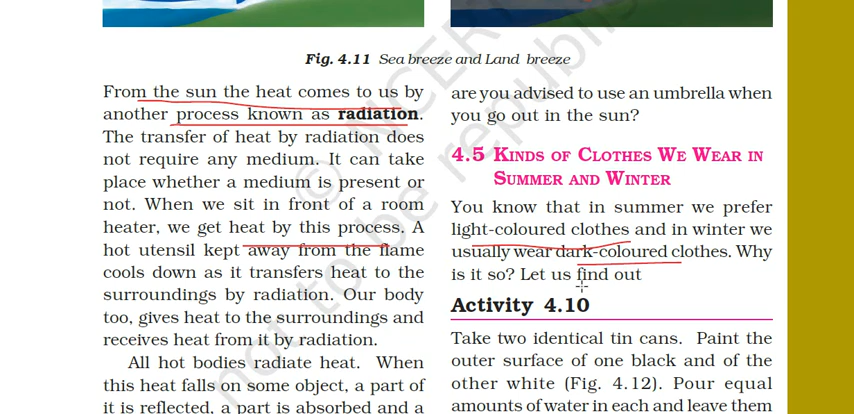 Fig. 4.11 Sea breeze and Land breeze
From the sun the heat comes to us by
another process known as radiation.
The transfer of heat by radiation does
not require any medium. It can take
place whether a medium is present or
not. When we sit in front of a room
heater, we get heat by this process. A
hot utensil kept away from the flame
cools down as it transfers heat to the
surroundings by radiation. Our body
too, gives heat to the surroundings and
receives heat from it by radiation.
All hot bodies radiate heat. When
this heat falls on some object, a part of
it is reflected, a part is absorbed and a
are you advised to use an umbrella when
you go out in the sun?
4.5 KINDS OF CLOTHES WE WEAR IN
SUMMER AND WINTER
You know that in summer we prefer
light-coloured clothes and in winter we
usually wear dark-coloured clothes. Why
is it so? Let us find out
Activity 4.10
Take two identical tin cans. Paint the
outer surface of one black and of the
other white (Fig. 4.12). Pour equal
amounts of water in each and leave them
© NCER
not to be republi